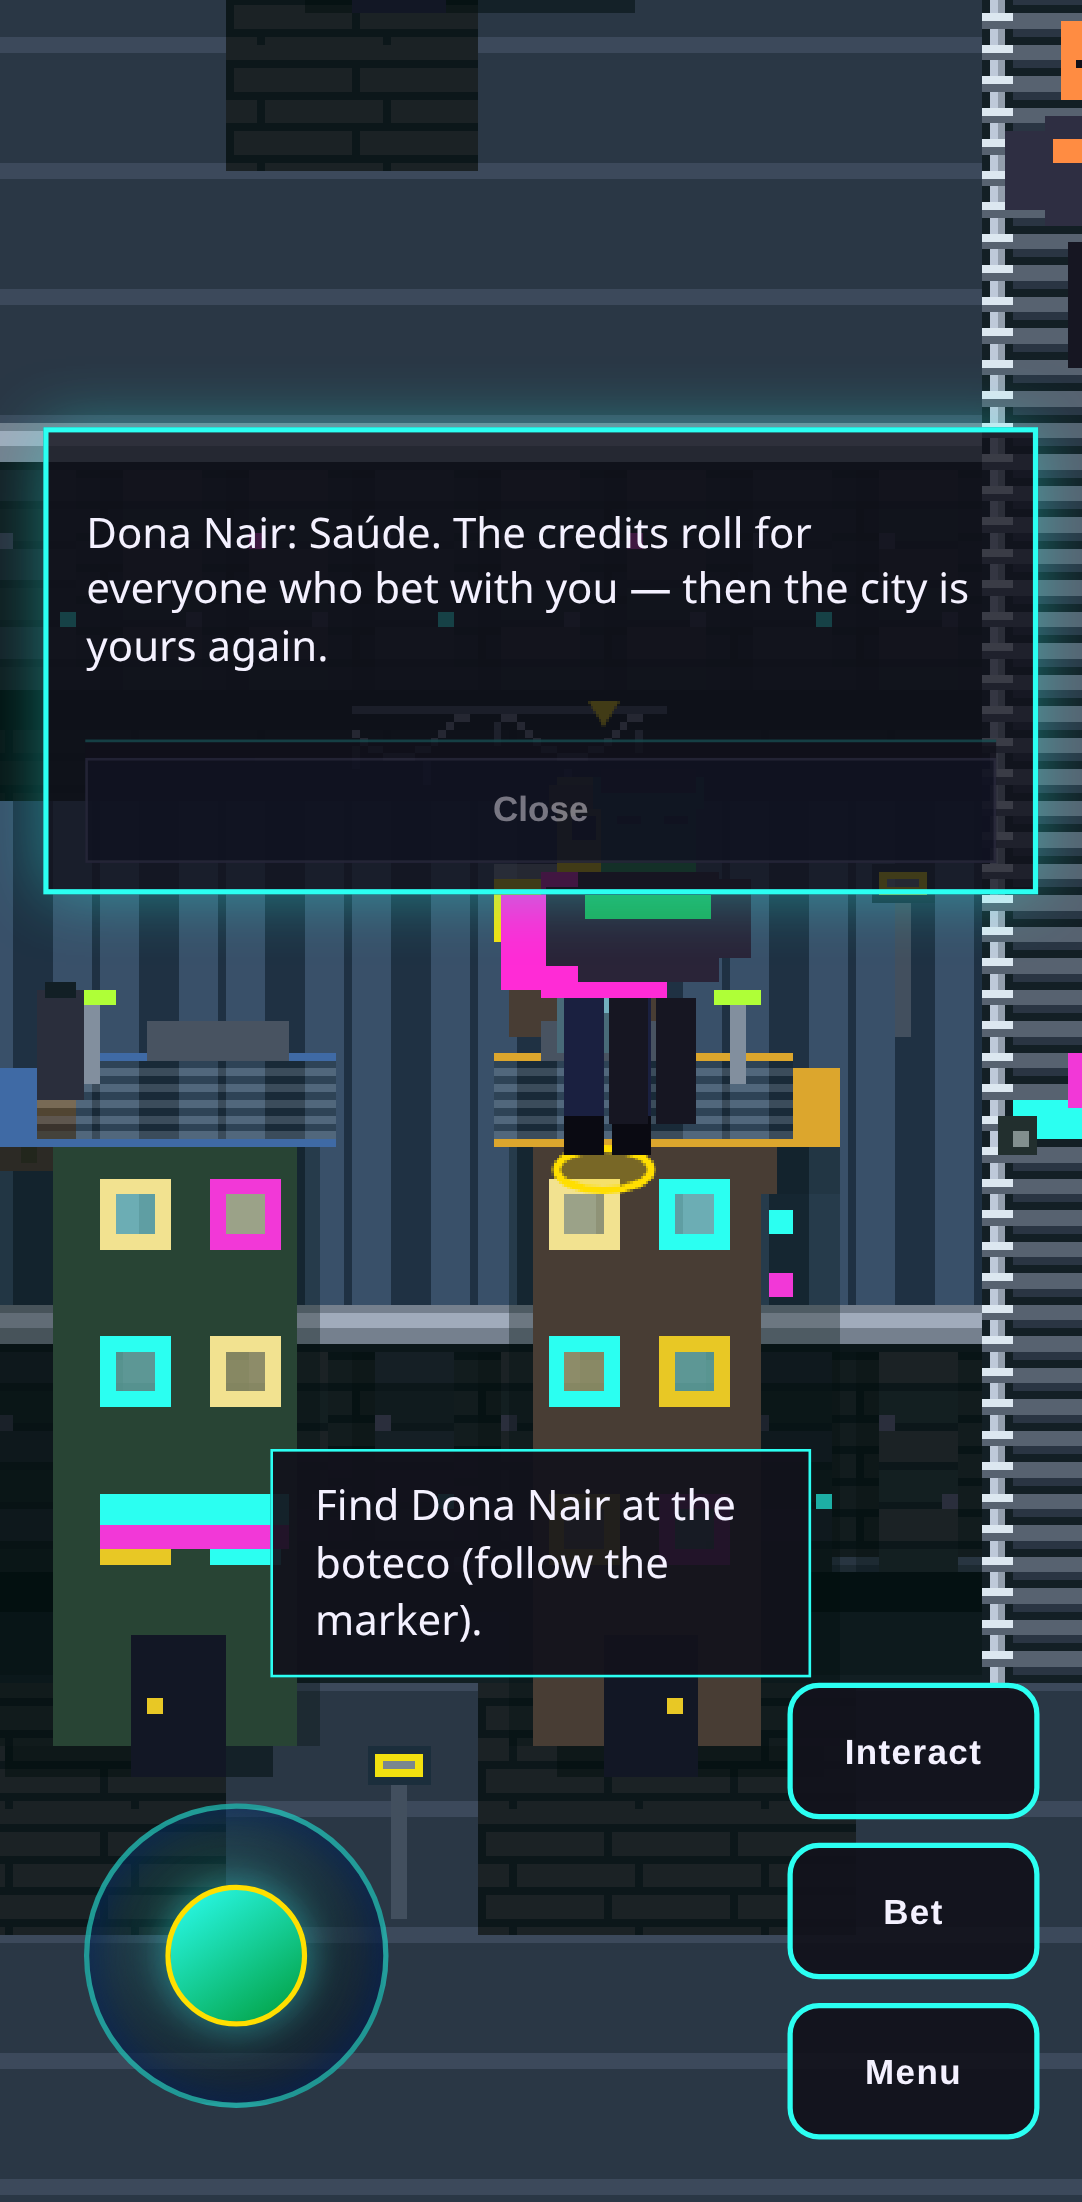 Dona Nair: Saúde. The credits roll for
everyone who bet with you — then the city is
yours again.
Close
Find Dona Nair at the
boteco (follow the
marker).
Interact
Bet
Menu